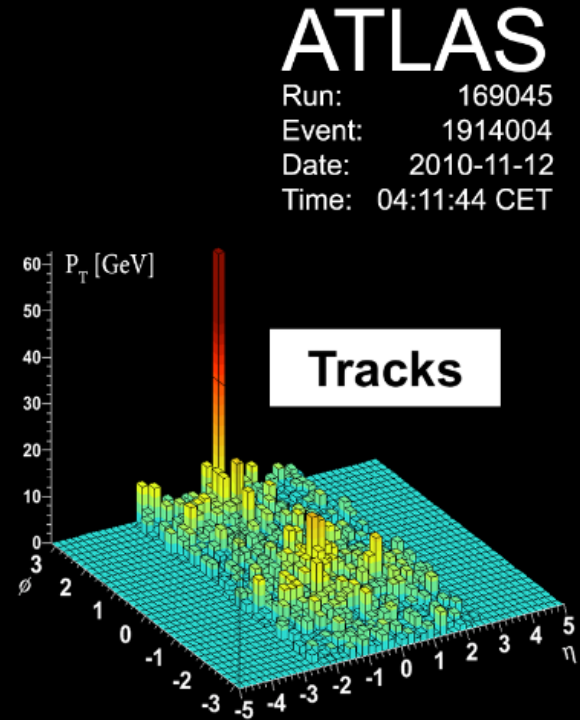 ATLAS
Run: 169045
Event: 1914004
Date: 2010-11-12
Time: 04:11:44 CET
P_T [GeV]
Tracks
60
50
40
30
20
10
0
3
2
1
0
-1
-2
-3
ø
-5
-4
-3
-2
-1
0
1
2
3
4
5
η